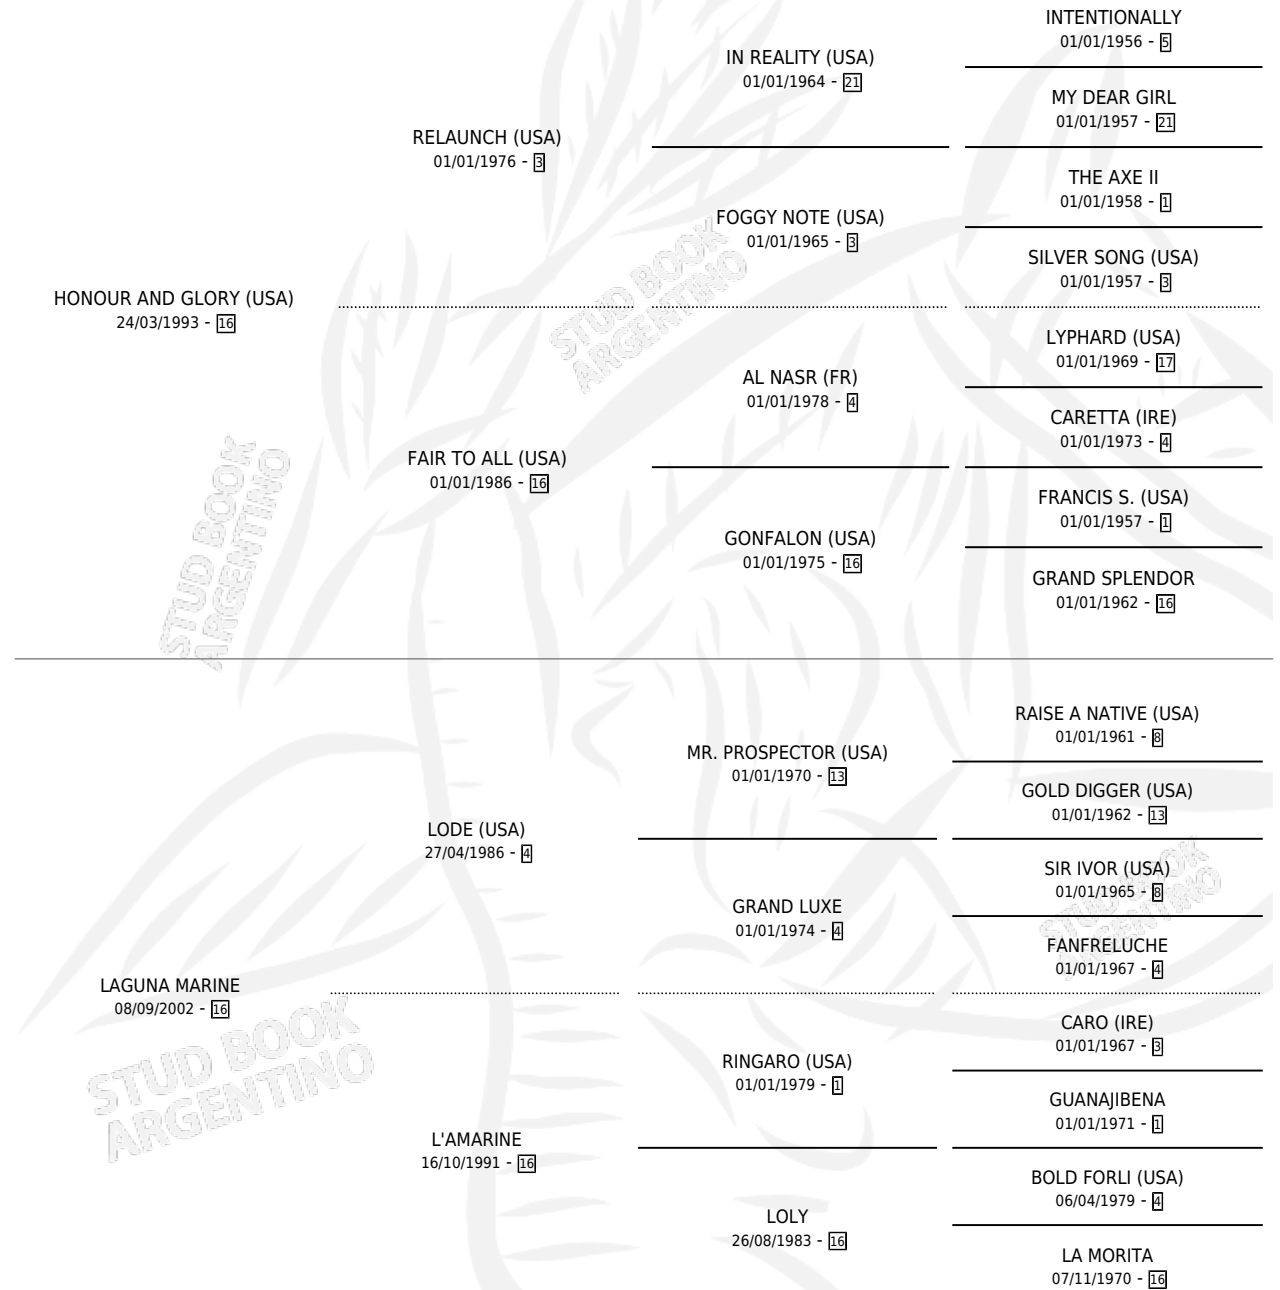 INTENTIONALLY
01/01/1956 - 5
IN REALITY (USA)
01/01/1964 - 21
MY DEAR GIRL
01/01/1957 - 21
RELAUNCH (USA)
01/01/1976 - 3
THE AXE II
01/01/1958 - 1
FOGGY NOTE (USA)
01/01/1965 - 3
SILVER SONG (USA)
01/01/1957 - 3
HONOUR AND GLORY (USA)
24/03/1993 - 16
LYPHARD (USA)
01/01/1969 - 17
AL NASR (FR)
01/01/1978 - 4
CARETTA (IRE)
01/01/1973 - 4
FAIR TO ALL (USA)
01/01/1986 - 16
FRANCIS S. (USA)
01/01/1957 - 1
GONFALON (USA)
01/01/1975 - 16
GRAND SPLENDOR
01/01/1962 - 16
RAISE A NATIVE (USA)
01/01/1961 - 8
MR. PROSPECTOR (USA)
01/01/1970 - 13
GOLD DIGGER (USA)
01/01/1962 - 13
LODE (USA)
27/04/1986 - 4
SIR IVOR (USA)
01/01/1965 - 8
GRAND LUXE
01/01/1974 - 4
FANFRELUCHE
01/01/1967 - 4
LAGUNA MARINE
08/09/2002 - 16
CARO (IRE)
01/01/1967 - 3
RINGARO (USA)
01/01/1979 - 1
GUANAJIBENA
01/01/1971 - 1
L'AMARINE
16/10/1991 - 16
BOLD FORLI (USA)
06/04/1979 - 4
LOLY
26/08/1983 - 16
LA MORITA
07/11/1970 - 16
STUD BOOK
ARGENTINO
STUD BOOK
ARGENTINO
STUD BOOK
ARGENTINO
STUD BOOK
ARGENTINO